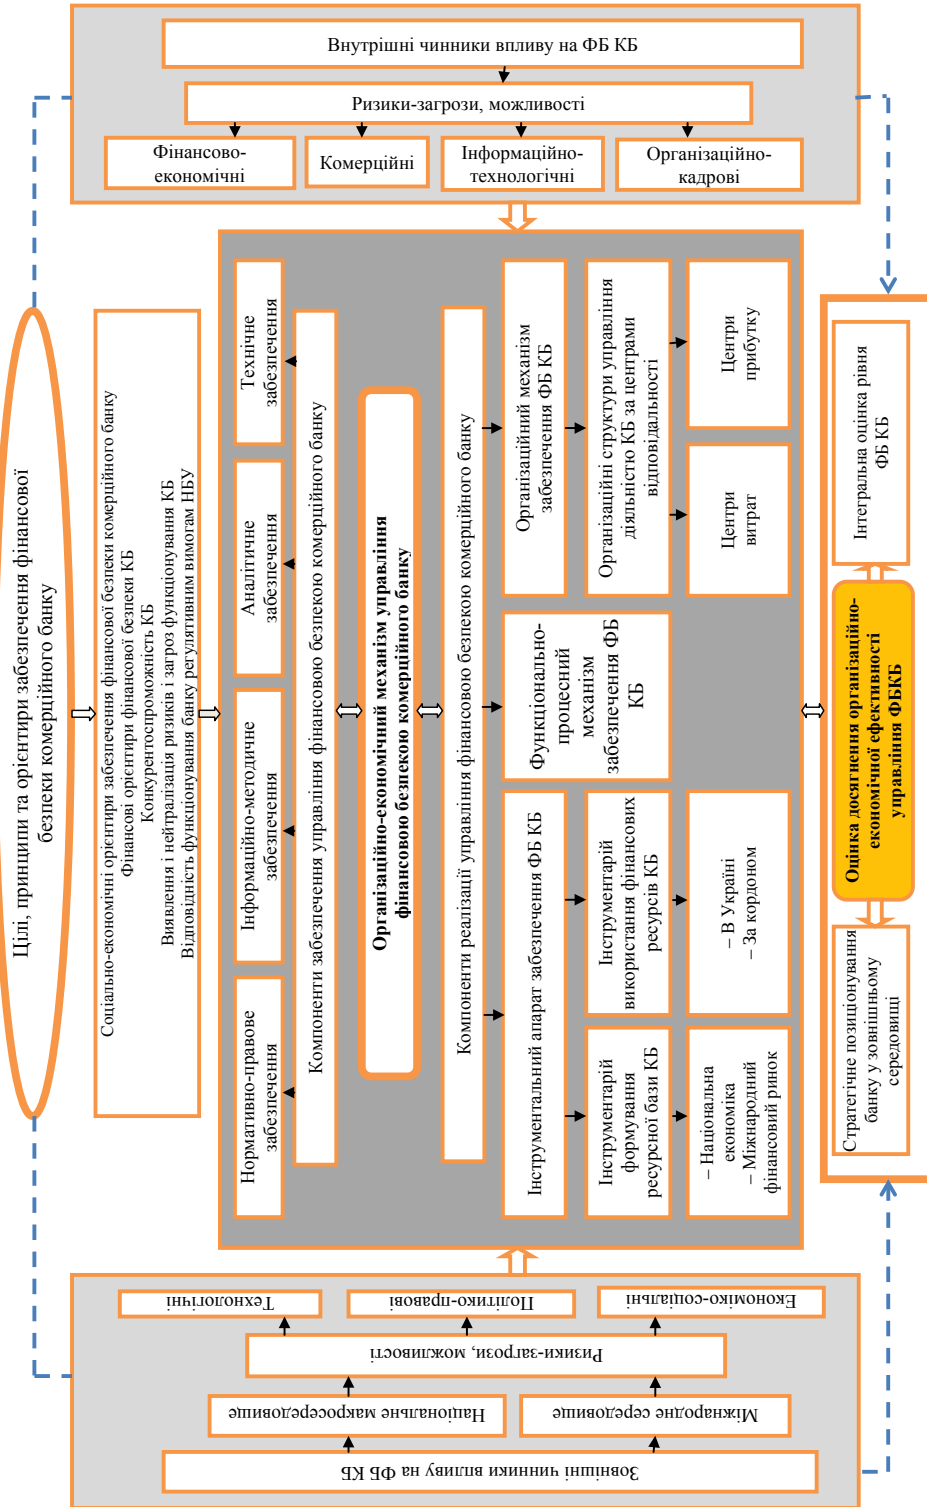 Цілі, принципи та орієнтири забезпечення фінансової
безпеки комерційного банку
Соціально-економічні орієнтири забезпечення фінансової безпеки комерційного банку
Фінансові орієнтири фінансової безпеки КБ
Конкурентоспроможність КБ
Виявлення і нейтралізація ризиків і загроз функціонування КБ
Відповідність функціонування банку регулятивним вимогам НБУ
Зовнішні чинники впливу на ФБ КБ
Національне макросередовище
Міжнародне середовище
Ризики-загрози, можливості
Технологічні
Політико-правові
Економіко-соціальні
Нормативно-правове
забезпечення
Інформаційно-методичне
забезпечення
Аналітичне
забезпечення
Технічне
забезпечення
Компоненти забезпечення управління фінансовою безпекою комерційного банку
Організаційно-економічний механізм управління
фінансовою безпекою комерційного банку
Компоненти реалізації управління фінансовою безпекою комерційного банку
Інструментальний апарат забезпечення ФБ КБ
Функціонально-
процесний
механізм
забезпечення ФБ
КБ
Організаційний механізм
забезпечення ФБ КБ
Інструментарій
формування
ресурсної бази КБ
Інструментарій
використання фінансових
ресурсів КБ
Організаційні структури управління
діяльністю КБ за центрами
відповідальності
– Національна
економіка
– Міжнародний
фінансовий ринок
– В Україні
– За кордоном
Центри
витрат
Центри
прибутку
Внутрішні чинники впливу на ФБ КБ
Ризики-загрози, можливості
Фінансово-
економічні
Комерційні
Інформаційно-
технологічні
Організаційно-
кадрові
Стратегічне позиціонування
банку у зовнішньому
середовищі
Оцінка досягнення організаційно-
економічної ефективності
управління ФБКБ
Інтегральна оцінка рівня
ФБ КБ